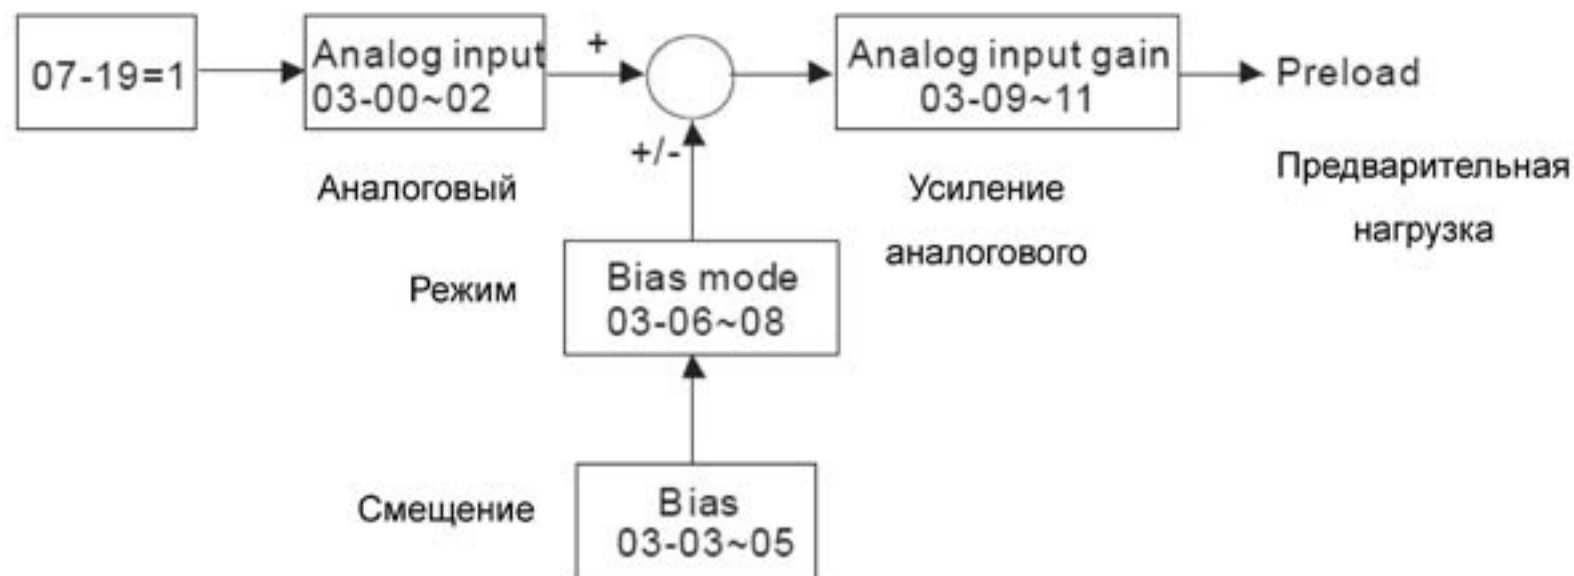 07-19=1
Analog input
03-00~02
+
+/-
Analog input gain
03-09~11
Preload
Аналоговый
Усиление
аналогового
Предварительная
нагрузка
Режим
Bias mode
03-06~08
Смещение
Bias
03-03~05